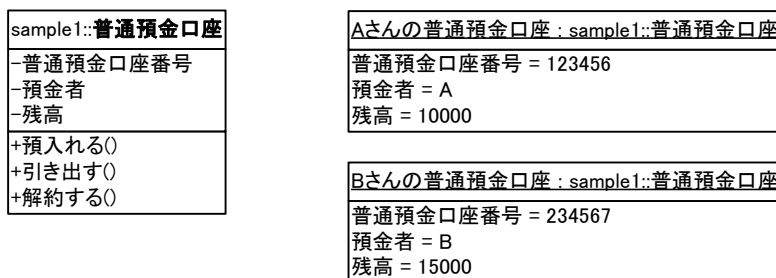 sample1::普通預金口座
-普通預金口座番号
-預金者
-残高
+預入れる()
+引き出す()
+解約する()
Aさんの普通預金口座 : sample1::普通預金口座
普通預金口座番号 = 123456
預金者 = A
残高 = 10000
Bさんの普通預金口座 : sample1::普通預金口座
普通預金口座番号 = 234567
預金者 = B
残高 = 15000